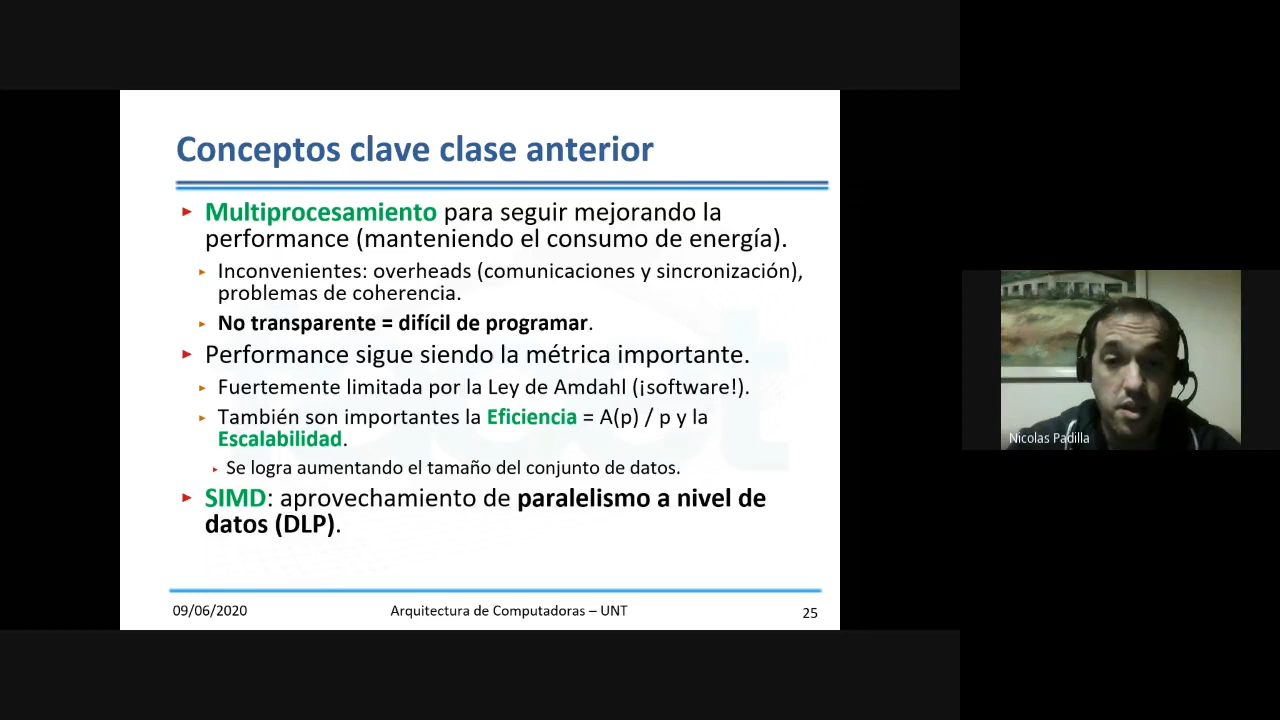 Conceptos clave clase anterior
Multiprocesamiento para seguir mejorando la
performance (manteniendo el consumo de energía).
Inconvenientes: overheads (comunicaciones y sincronización),
problemas de coherencia.
No transparente = difícil de programar.
Performance sigue siendo la métrica importante.
Fuertemente limitada por la Ley de Amdahl (¡software!).
También son importantes la Eficiencia = A(p) / p y la
Escalabilidad.
Se logra aumentando el tamaño del conjunto de datos.
SIMD: aprovechamiento de paralelismo a nivel de
datos (DLP).
09/06/2020
Arquitectura de Computadoras – UNT
25
Nicolas Padilla